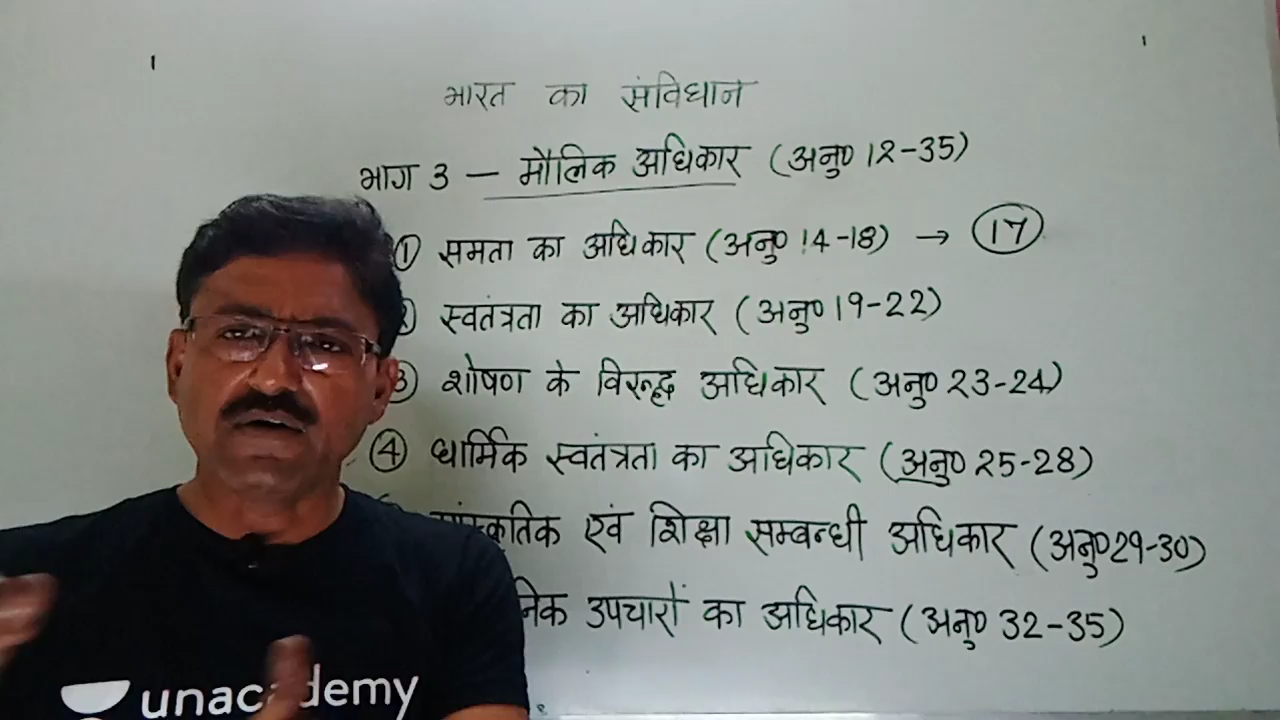 भारत का संविधान
भाग 3 — मौलिक अधिकार (अनु० 12-35)
① समता का अधिकार (अनु० 14-18) → 17
② स्वतंत्रता का अधिकार (अनु० 19-22)
③ शोषण के विरुद्ध अधिकार (अनु० 23-24)
④ धार्मिक स्वतंत्रता का अधिकार (अनु० 25-28)
सांस्कृतिक एवं शिक्षा सम्बन्धी अधिकार (अनु० 29-30)
निक उपचारों का अधिकार (अनु० 32-35)
unacademy